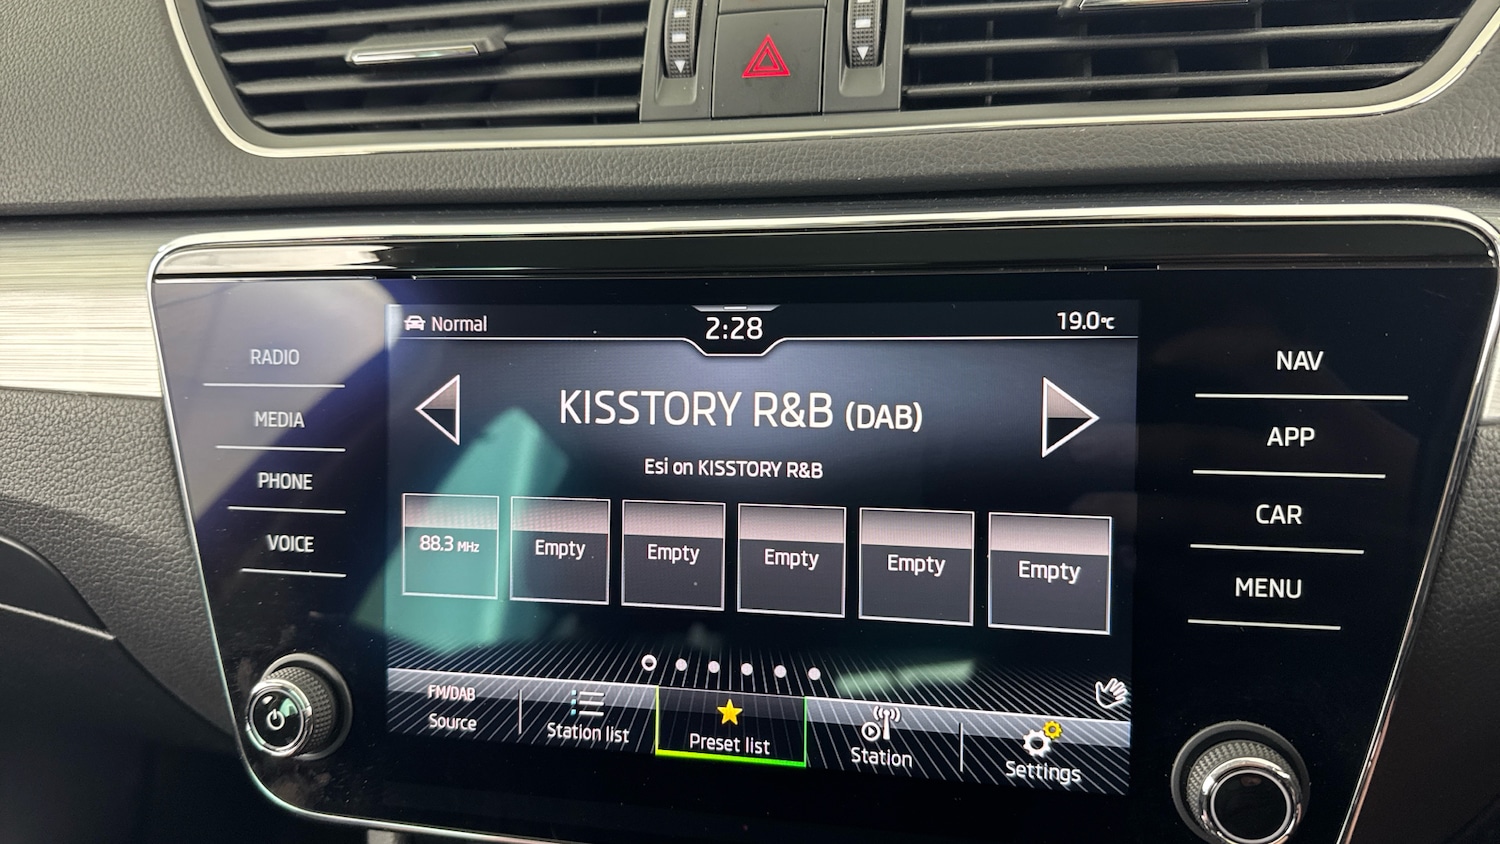 Normal
2:28
19.0°C
RADIO
MEDIA
PHONE
VOICE
KISSTORY R&B (DAB)
Esi on KISSTORY R&B
88.3 MHz
Empty
Empty
Empty
Empty
Empty
FM/DAB
Source
Station list
Preset list
Station
Settings
NAV
APP
CAR
MENU